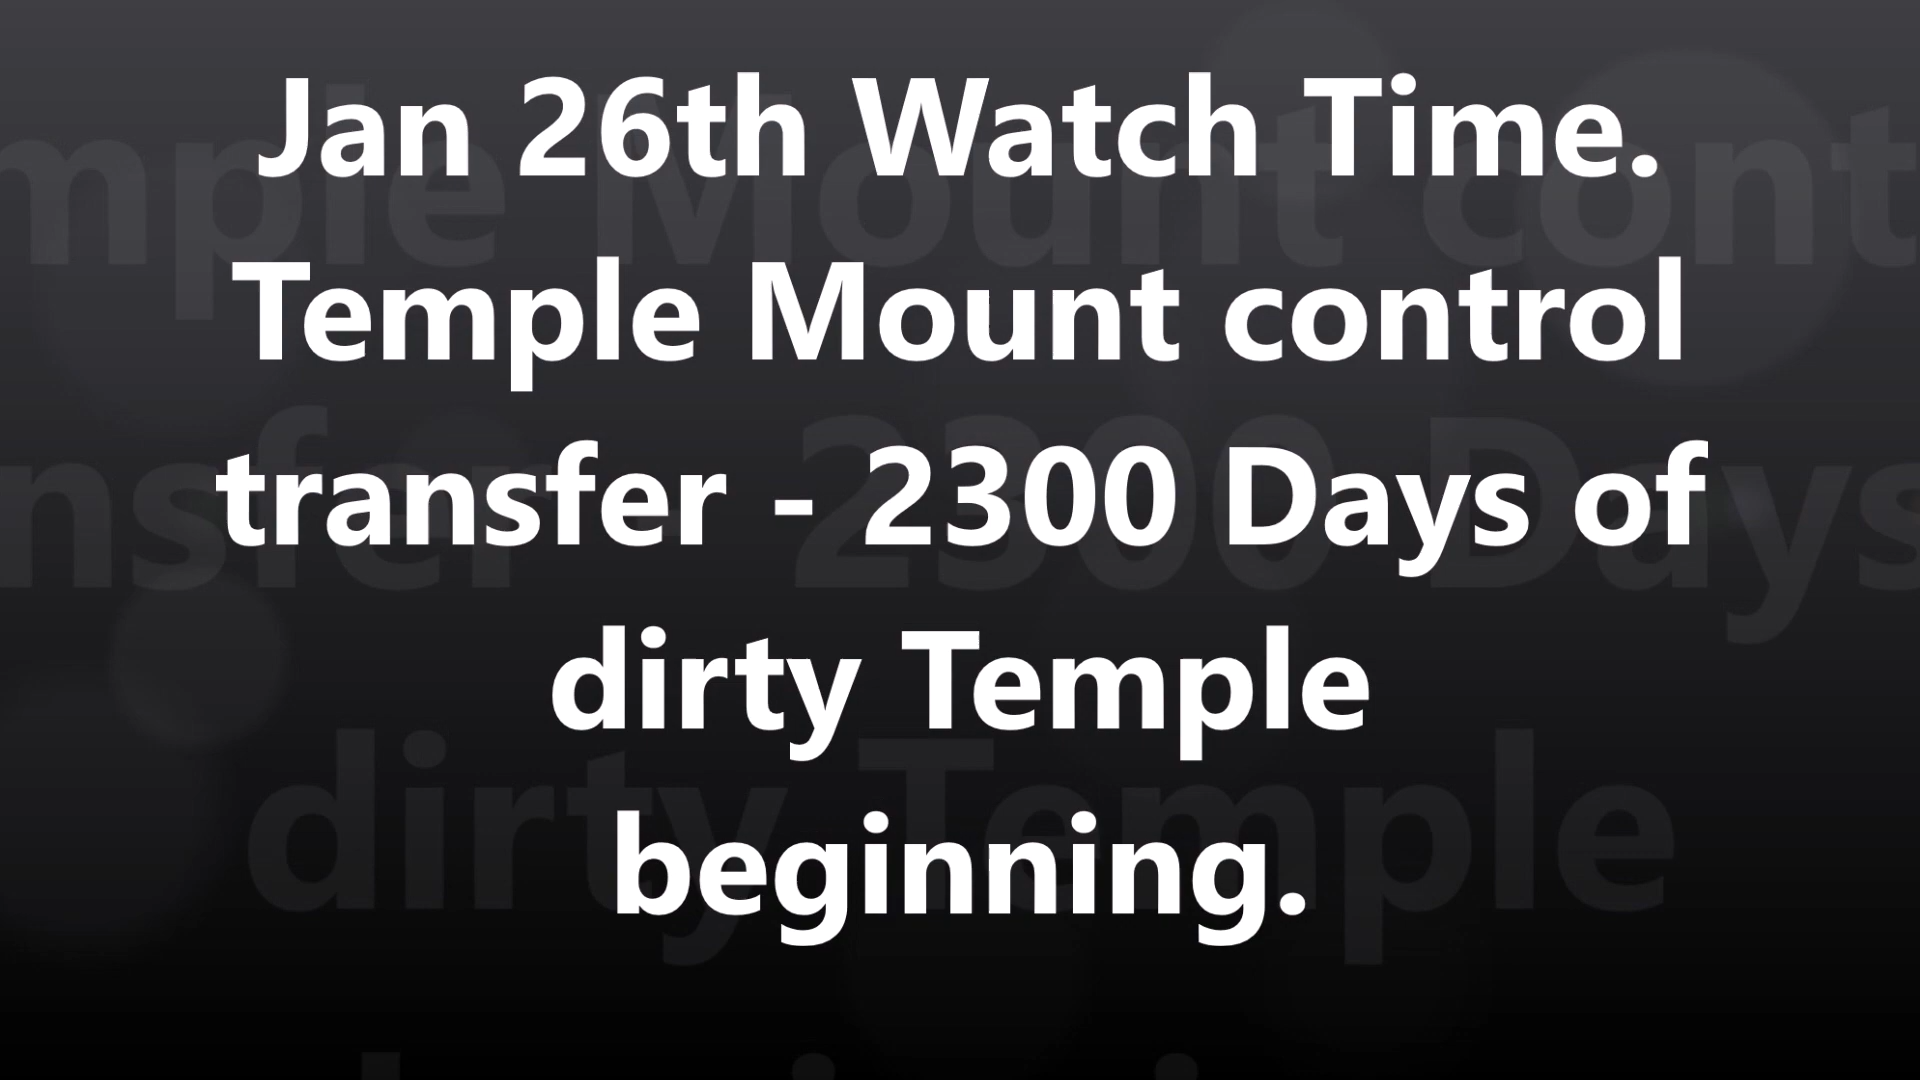 Jan 26th Watch Time.
Temple Mount control
transfer - 2300 Days of
dirty Temple
beginning.